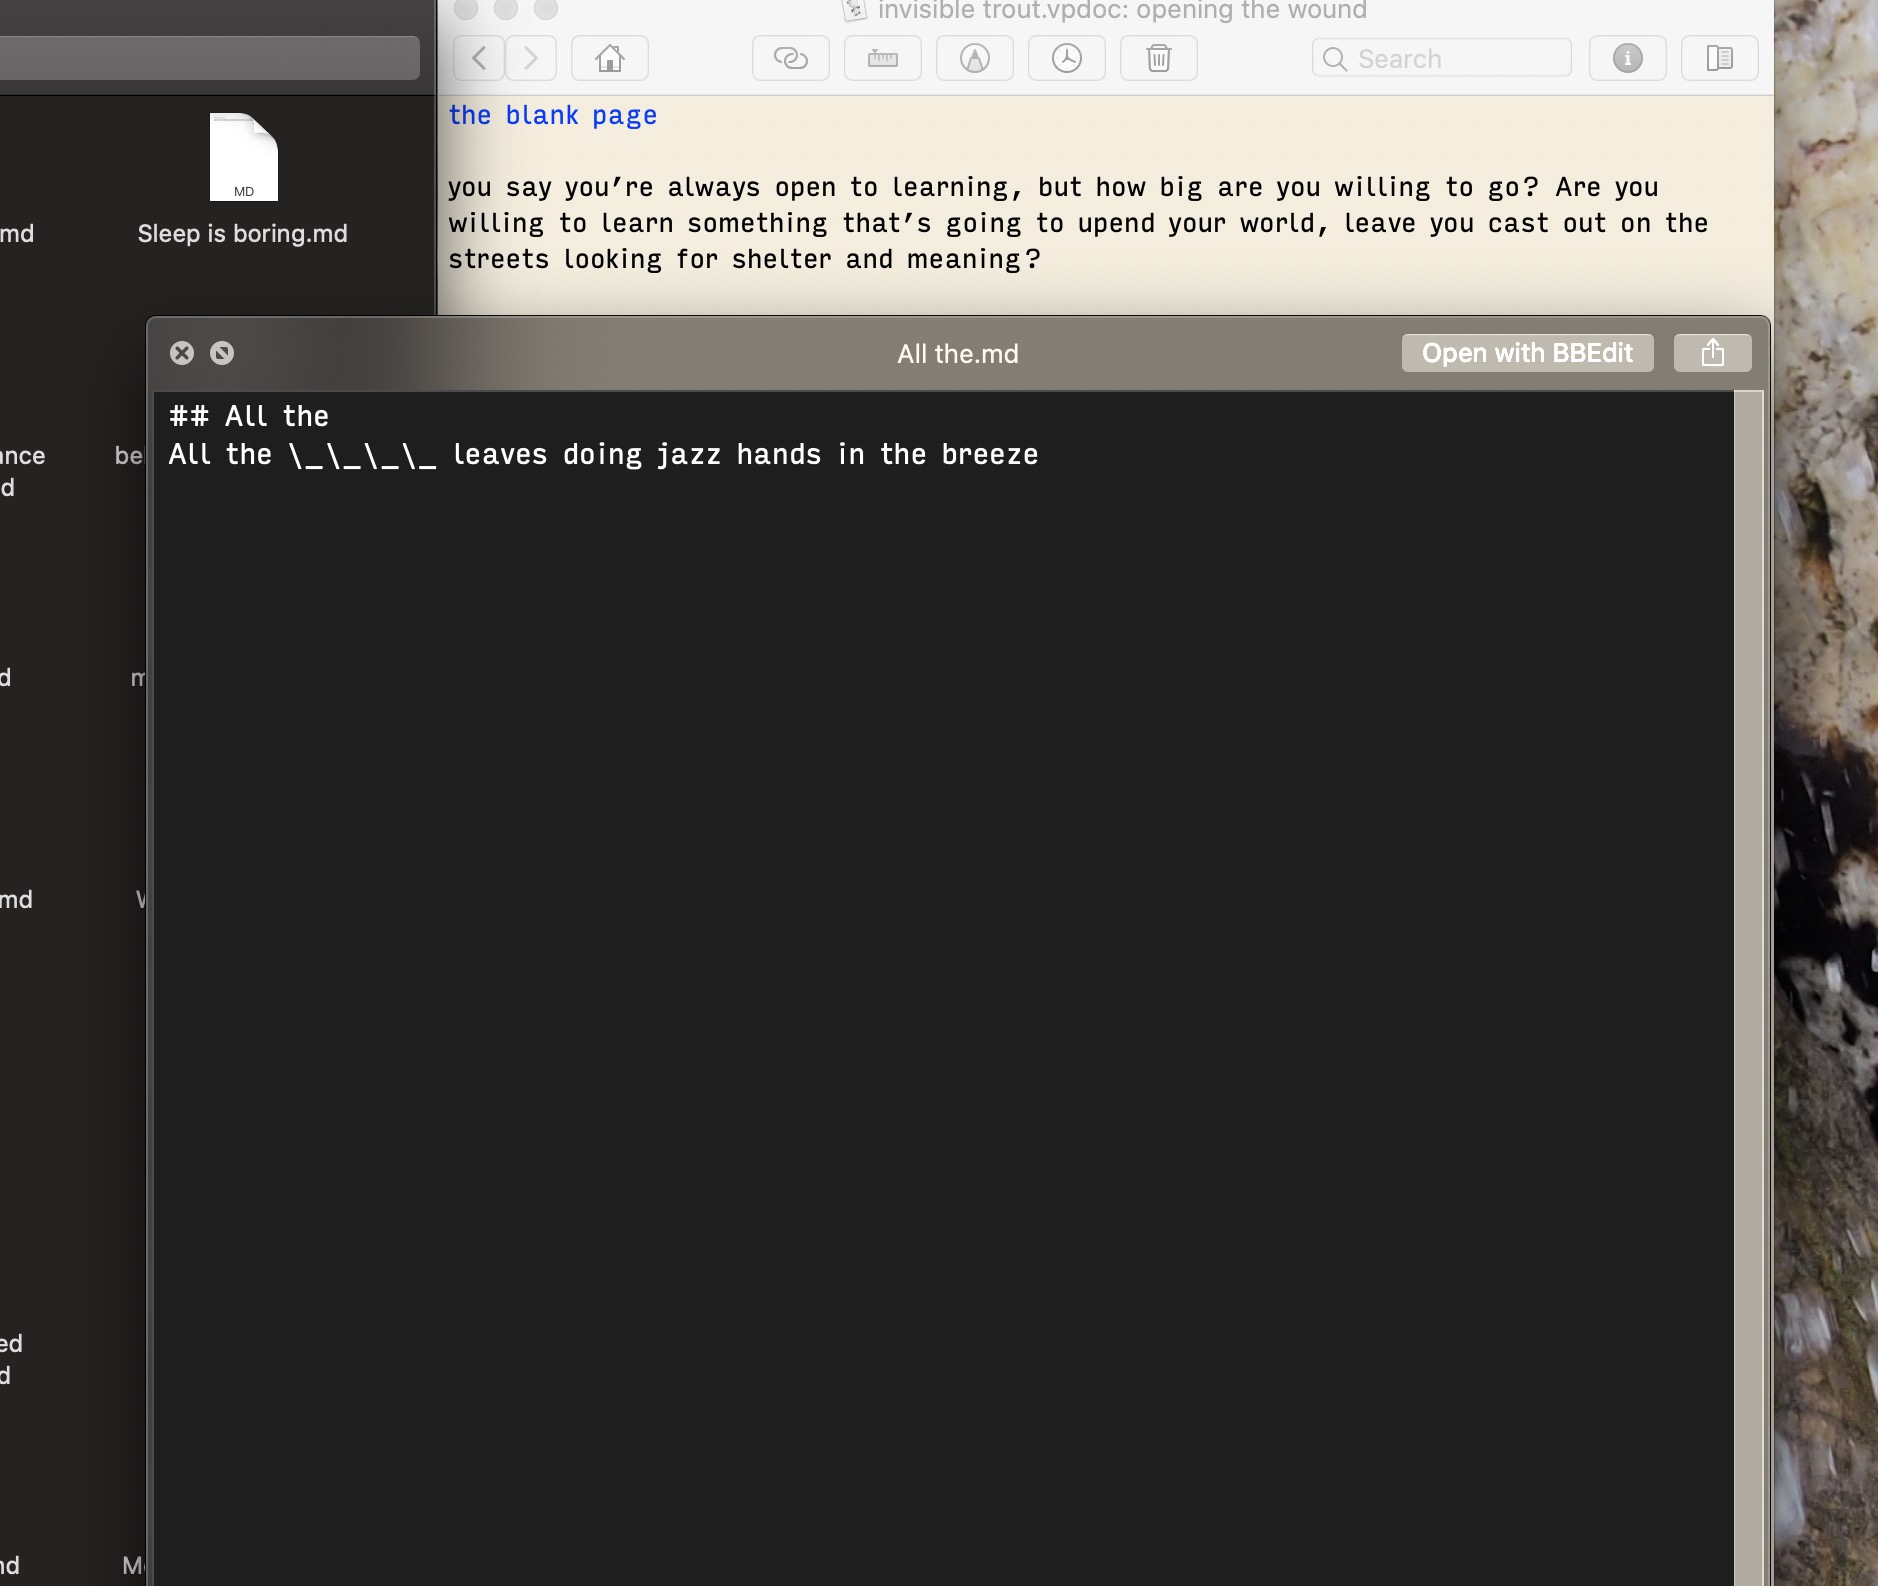 invisible trout.vpdoc: opening the wound
Search
the blank page
you say you’re always open to learning, but how big are you willing to go? Are you
willing to learn something that’s going to upend your world, leave you cast out on the
streets looking for shelter and meaning?
MD
md
Sleep is boring.md
All the.md
Open with BBEdit
## All the
All the \_\_\_\_ leaves doing jazz hands in the breeze
ance
be
d
d
m
md
ed
d
nd
M